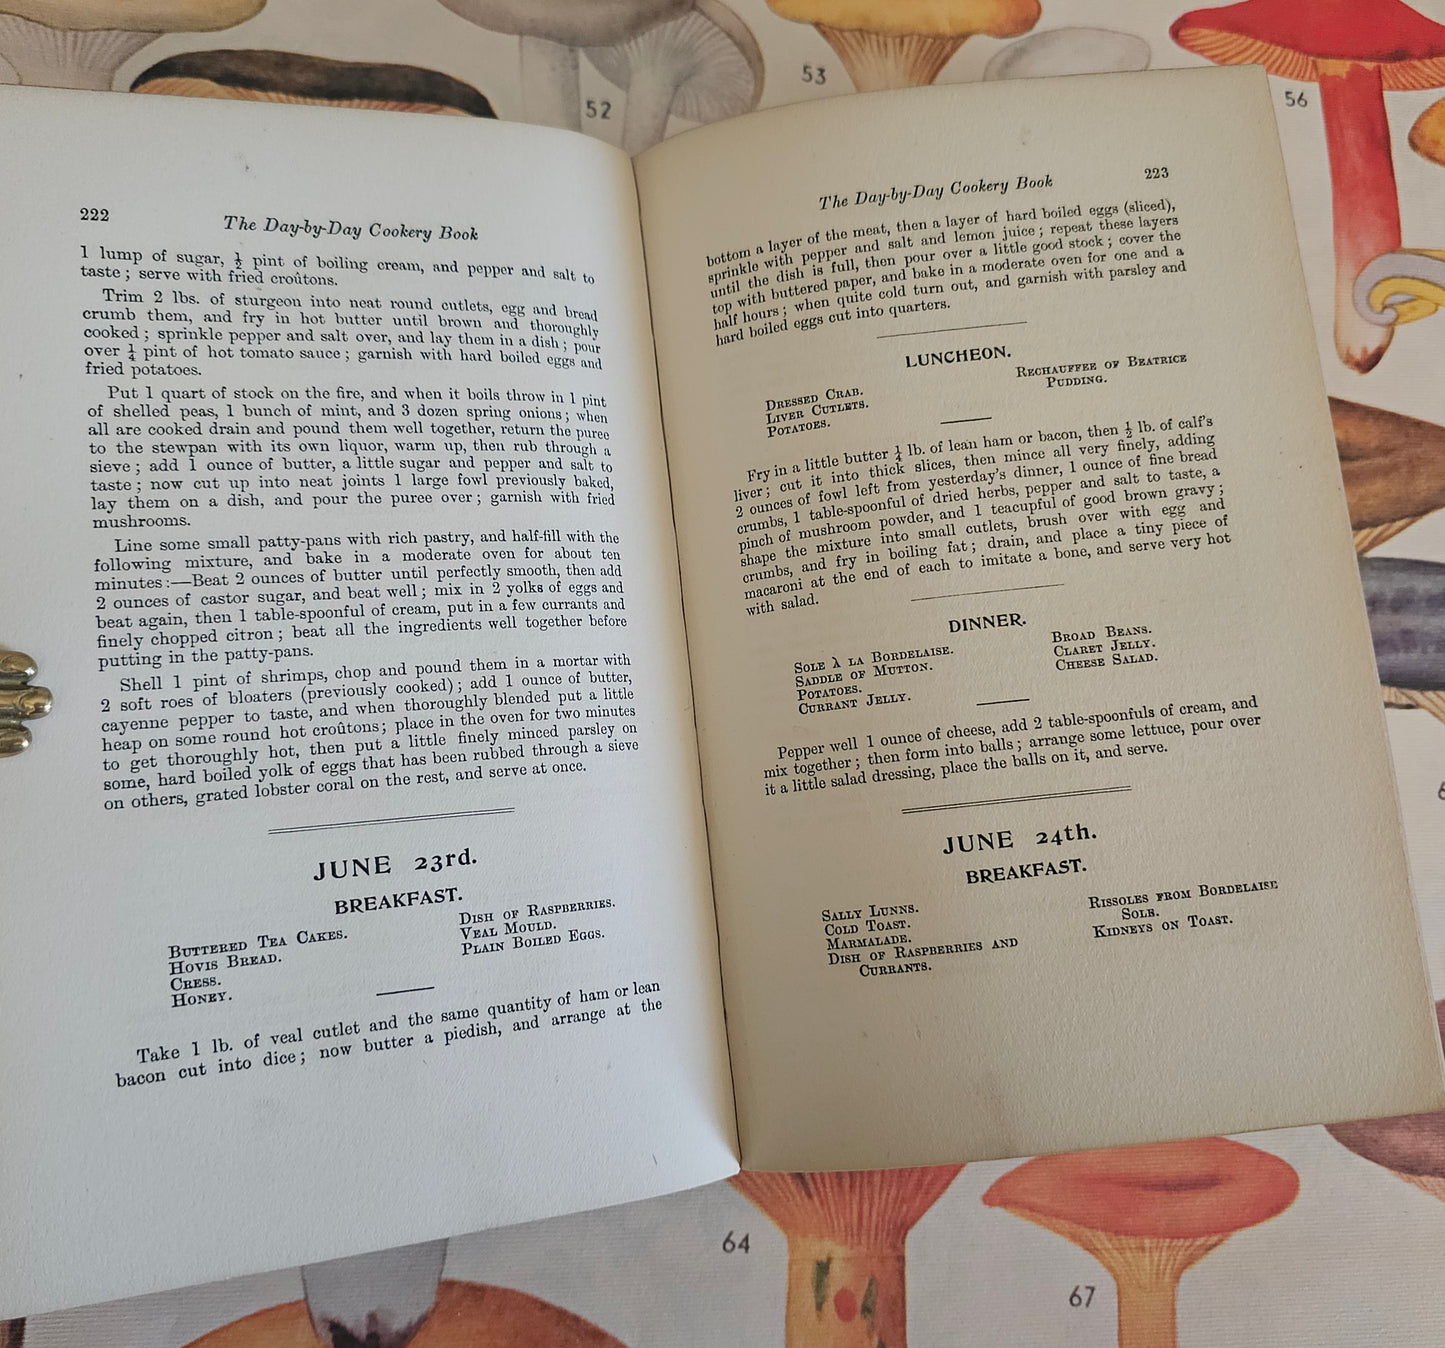 52
53
56
222
The Day-by-Day Cookery Book
1 lump of sugar, ½ pint of boiling cream, and pepper and salt to
taste ; serve with fried croûtons.
Trim 2 lbs. of sturgeon into neat round cutlets, egg and bread
crumb them, and fry in hot butter until brown and thoroughly
cooked ; sprinkle pepper and salt over, and lay them in a dish ; pour
over ¼ pint of hot tomato sauce ; garnish with hard boiled eggs and
fried potatoes.
Put 1 quart of stock on the fire, and when it boils throw in 1 pint
of shelled peas, 1 bunch of mint, and 3 dozen spring onions ; when
all are cooked drain and pound them well together, return the puree
to the stewpan with its own liquor, warm up, then rub through a
sieve ; add 1 ounce of butter, a little sugar and pepper and salt to
taste ; now cut up into neat joints 1 large fowl previously baked,
lay them on a dish, and pour the puree over ; garnish with fried
mushrooms.
Line some small patty-pans with rich pastry, and half-fill with the
following mixture, and bake in a moderate oven for about ten
minutes :—Beat 2 ounces of butter until perfectly smooth, then add
2 ounces of castor sugar, and beat well ; mix in 2 yolks of eggs and
beat again, then 1 table-spoonful of cream, put in a few currants and
finely chopped citron ; beat all the ingredients well together before
putting in the patty-pans.
Shell 1 pint of shrimps, chop and pound them in a mortar with
2 soft roes of bloaters (previously cooked) ; add 1 ounce of butter,
cayenne pepper to taste, and when thoroughly blended put a little
heap on some round hot croûtons ; place in the oven for two minutes
to get thoroughly hot, then put a little finely minced parsley on
some, hard boiled yolk of eggs that has been rubbed through a sieve
on others, grated lobster coral on the rest, and serve at once.
JUNE 23rd.
BREAKFAST.
BUTTERED TEA CAKES.
HOVIS BREAD.
CRESS.
HONEY.
DISH OF RASPBERRIES.
VEAL MOULD.
PLAIN BOILED EGGS.
Take 1 lb. of veal cutlet and the same quantity of ham or lean
bacon cut into dice ; now butter a piedish, and arrange at the
The Day-by-Day Cookery Book
223
bottom a layer of the meat, then a layer of hard boiled eggs (sliced),
sprinkle with pepper and salt and lemon juice ; repeat these layers
until the dish is full, then pour over a little good stock ; cover the
top with buttered paper, and bake in a moderate oven for one and a
half hours ; when quite cold turn out, and garnish with parsley and
hard boiled eggs cut into quarters.
LUNCHEON.
DRESSED CRAB.
LIVER CUTLETS.
POTATOES.
RECHAUFFEE OF BEATRICE
PUDDING.
Fry in a little butter ¼ lb. of lean ham or bacon, then ½ lb. of calf's
liver ; cut it into thick slices, then mince all very finely, adding
2 ounces of fowl left from yesterday's dinner, 1 ounce of fine bread
crumbs, 1 table-spoonful of dried herbs, pepper and salt to taste, a
pinch of mushroom powder, and 1 teacupful of good brown gravy ;
shape the mixture into small cutlets, brush over with egg and
crumbs, and fry in boiling fat ; drain, and place a tiny piece of
macaroni at the end of each to imitate a bone, and serve very hot
with salad.
DINNER.
SOLE À LA BORDELAISE.
SADDLE OF MUTTON.
POTATOES.
CURRANT JELLY.
BROAD BEANS.
CLARET JELLY.
CHEESE SALAD.
Pepper well 1 ounce of cheese, add 2 table-spoonfuls of cream, and
mix together ; then form into balls ; arrange some lettuce, pour over
it a little salad dressing, place the balls on it, and serve.
JUNE 24th.
BREAKFAST.
SALLY LUNNS.
COLD TOAST.
MARMALADE.
DISH OF RASPBERRIES AND
CURRANTS.
RISSOLES FROM BORDELAISE
SOLE.
KIDNEYS ON TOAST.
64
67